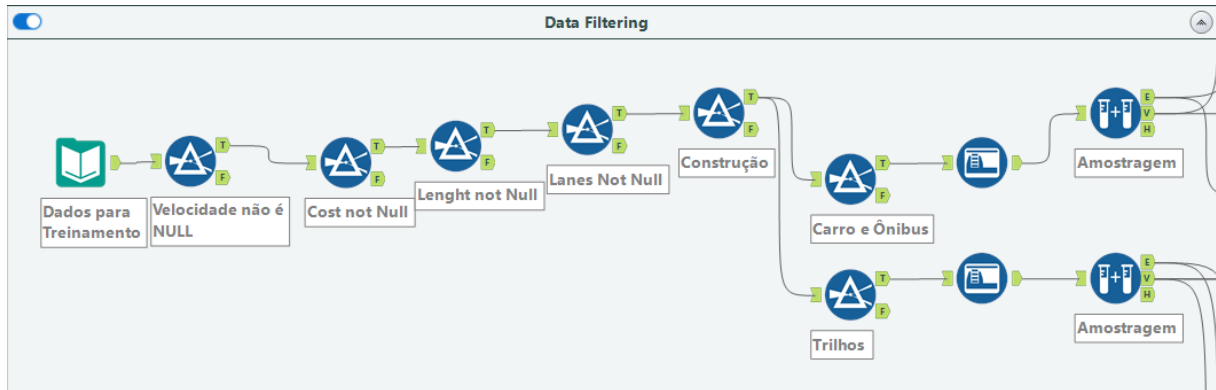 Data Filtering
Dados para
Treinamento
T
F
Velocidade não é
NULL
T
F
Cost not Null
T
F
Lenght not Null
T
F
Lanes Not Null
T
F
Construção
T
F
Carro e Ônibus
E
V
H
Amostragem
T
F
Trilhos
E
V
H
Amostragem